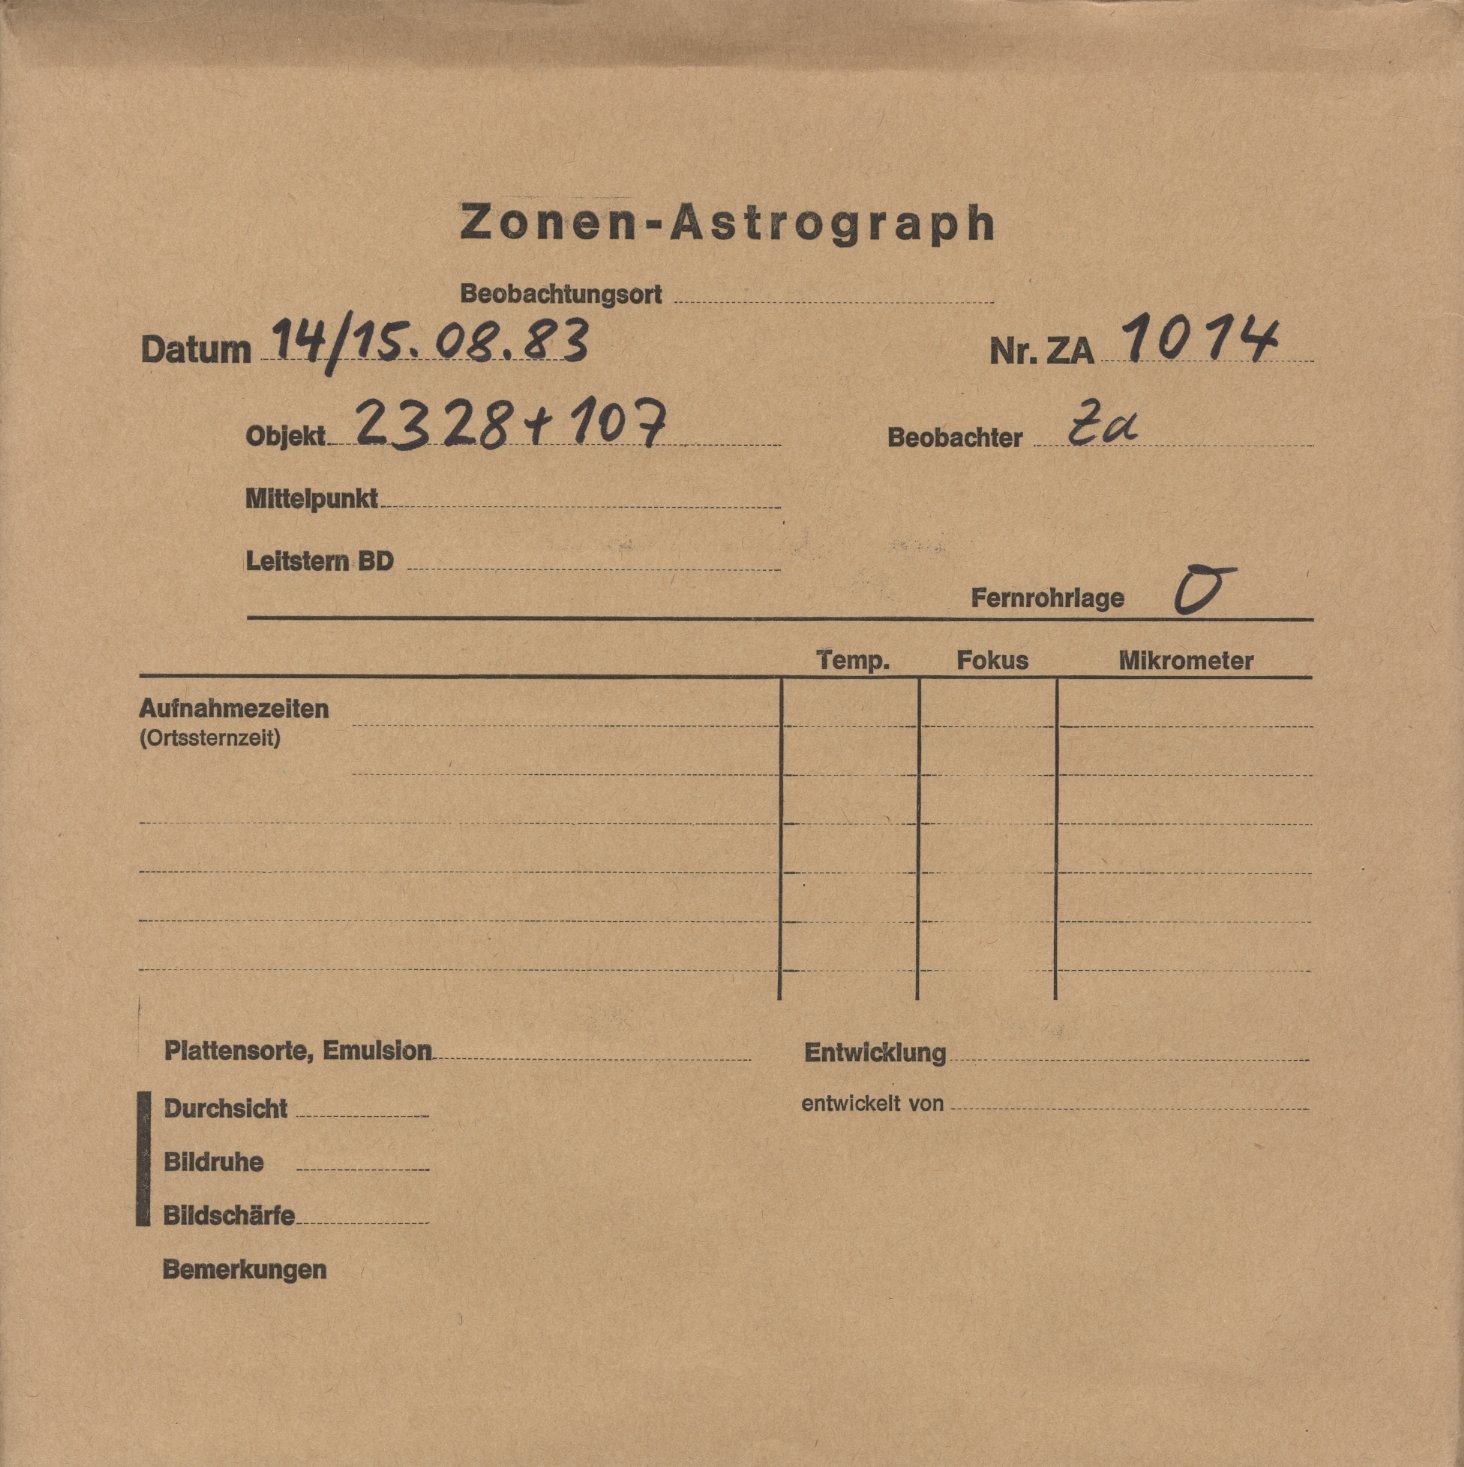 Zonen-Astrograph
Beobachtungsort
Datum 14/15.08.83 Nr. ZA 1014
Objekt 2328+107 Beobachter Za
Mittelpunkt
Leitstern BD
Fernrohrlage O
Temp. Fokus Mikrometer
Aufnahmezeiten
(Ortssternzeit)
Plattensorte, Emulsion Entwicklung
Durchsicht entwickelt von
Bildruhe
Bildschärfe
Bemerkungen